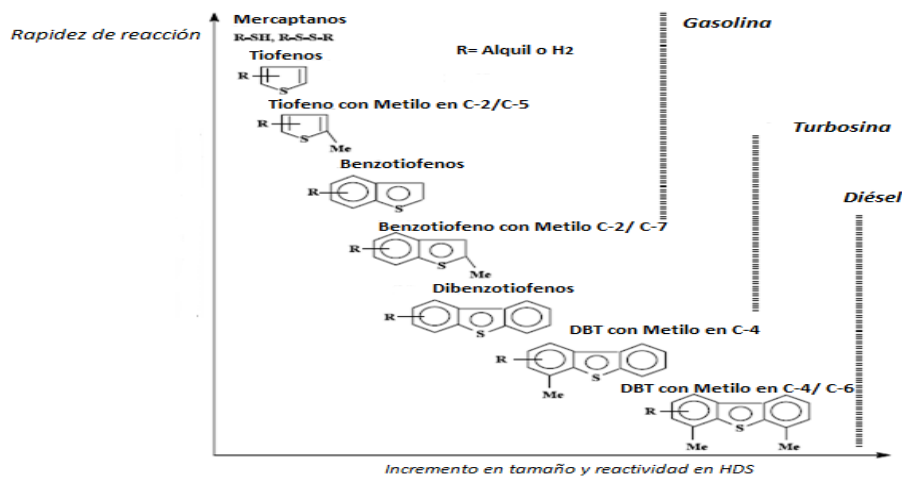 Mercaptanos
Gasolina
Rapidez de reacción
R-SH, R-S-S-R
R= Alquil o H2
Tiofenos
R
S
Tiofeno con Metilo en C-2/C-5
R
S
Me
Turbosina
Benzotiofenos
R
S
Diésel
Benzotiofeno con Metilo C-2/ C-7
R
S
Me
Dibenzotiofenos
R
S
DBT con Metilo en C-4
R
S
Me
DBT con Metilo en C-4/ C-6
R
S
Me Me
Incremento en tamaño y reactividad en HDS